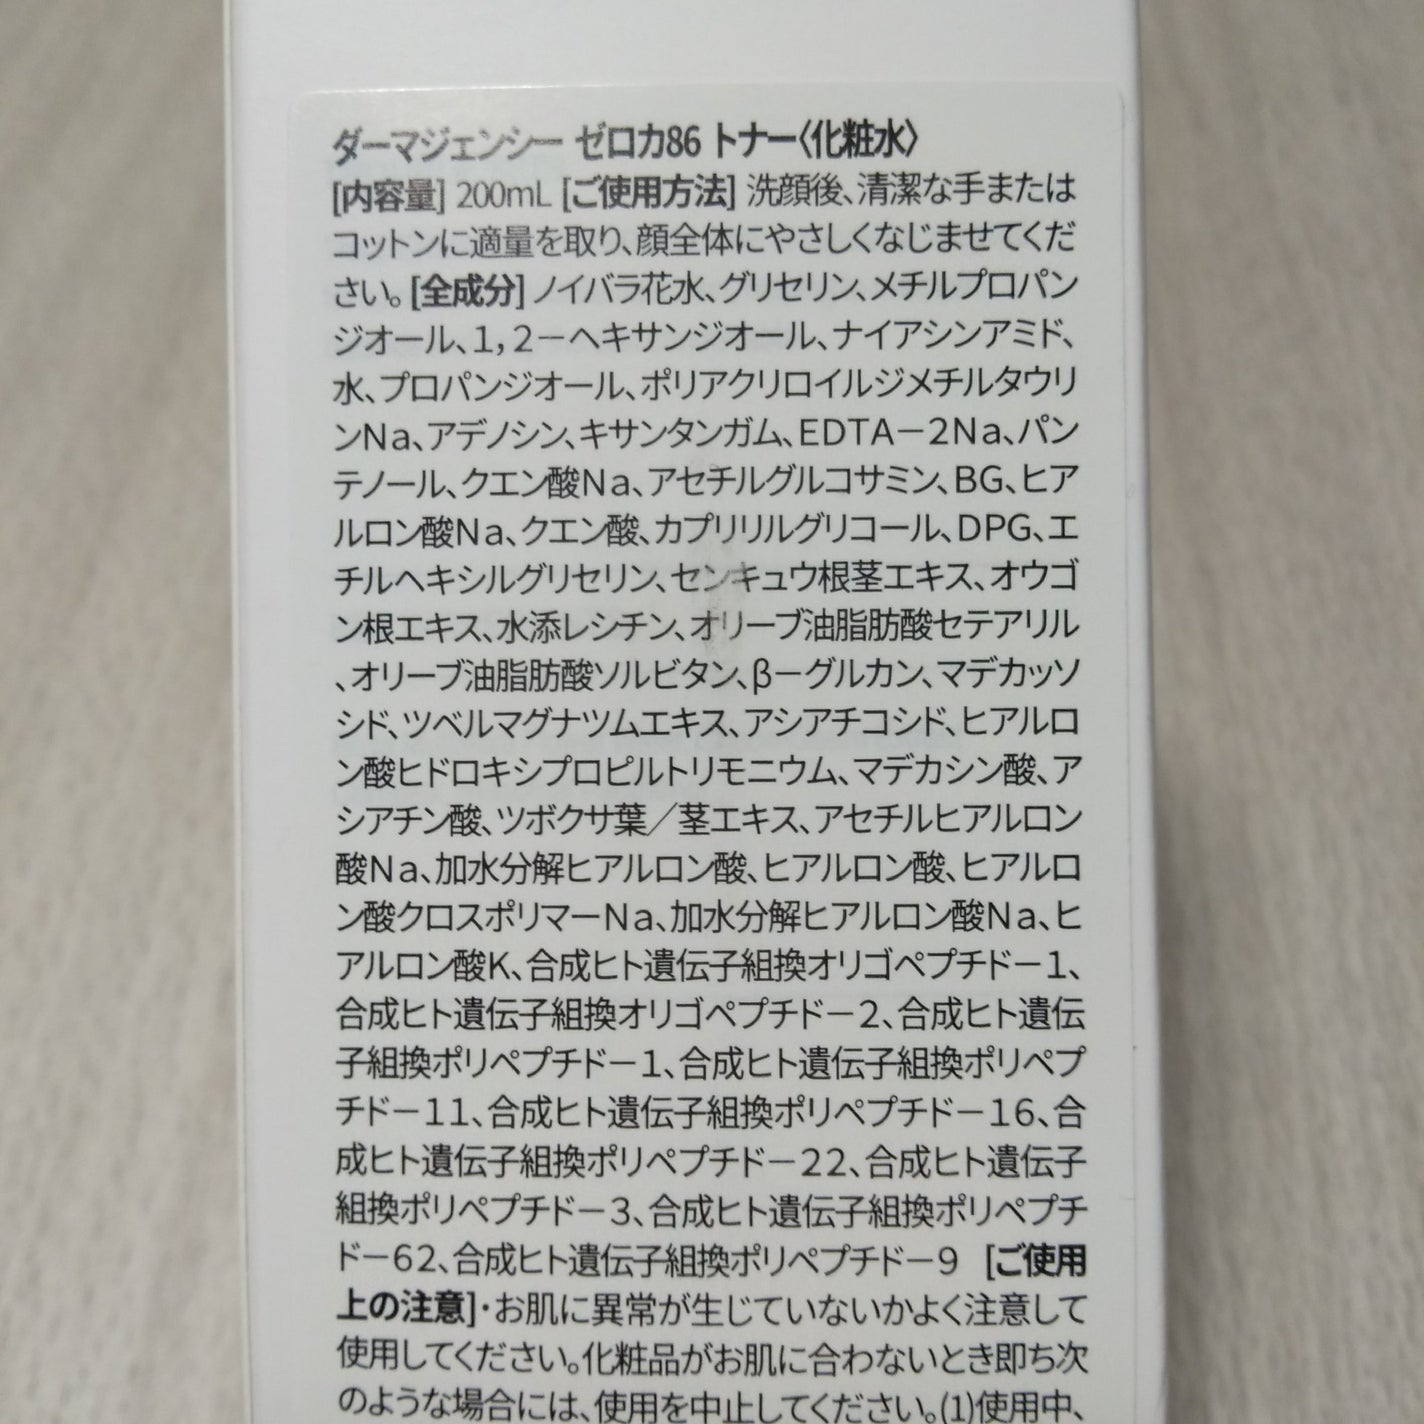 ダーマジェンシー ゼロカ86 トナー〈化粧水〉
[内容量] 200mL [ご使用方法] 洗顔後、清潔な手または
コットンに適量を取り、顔全体にやさしくなじませてくだ
さい。[全成分] ノイバラ花水、グリセリン、メチルプロパン
ジオール、1，2－ヘキサンジオール、ナイアシンアミド、
水、プロパンジオール、ポリアクリロイルジメチルタウリ
ンNa、アデノシン、キサンタンガム、EDTA－2Na、パン
テノール、クエン酸Na、アセチルグルコサミン、BG、ヒア
ルロン酸Na、クエン酸、カプリリルグリコール、DPG、エ
チルヘキシルグリセリン、センキュウ根茎エキス、オウゴ
ン根エキス、水添レシチン、オリーブ油脂肪酸セテアリル
、オリーブ油脂肪酸ソルビタン、β－グルカン、マデカッソ
シド、ツベルマグナツムエキス、アシアチコシド、ヒアルロ
ン酸ヒドロキシプロピルトリモニウム、マデカシン酸、ア
シアチン酸、ツボクサ葉／茎エキス、アセチルヒアルロン
酸Na、加水分解ヒアルロン酸、ヒアルロン酸、ヒアルロ
ン酸クロスポリマーNa、加水分解ヒアルロン酸Na、ヒ
アルロン酸K、合成ヒト遺伝子組換オリゴペプチド－1、
合成ヒト遺伝子組換オリゴペプチド－2、合成ヒト遺伝
子組換ポリペプチド－1、合成ヒト遺伝子組換ポリペプ
チド－11、合成ヒト遺伝子組換ポリペプチド－16、合
成ヒト遺伝子組換ポリペプチド－22、合成ヒト遺伝子
組換ポリペプチド－3、合成ヒト遺伝子組換ポリペプチ
ド－62、合成ヒト遺伝子組換ポリペプチド－9 [ご使用
上の注意]・お肌に異常が生じていないかよく注意して
使用してください。化粧品がお肌に合わないとき即ち次
のような場合には、使用を中止してください。(1)使用中、